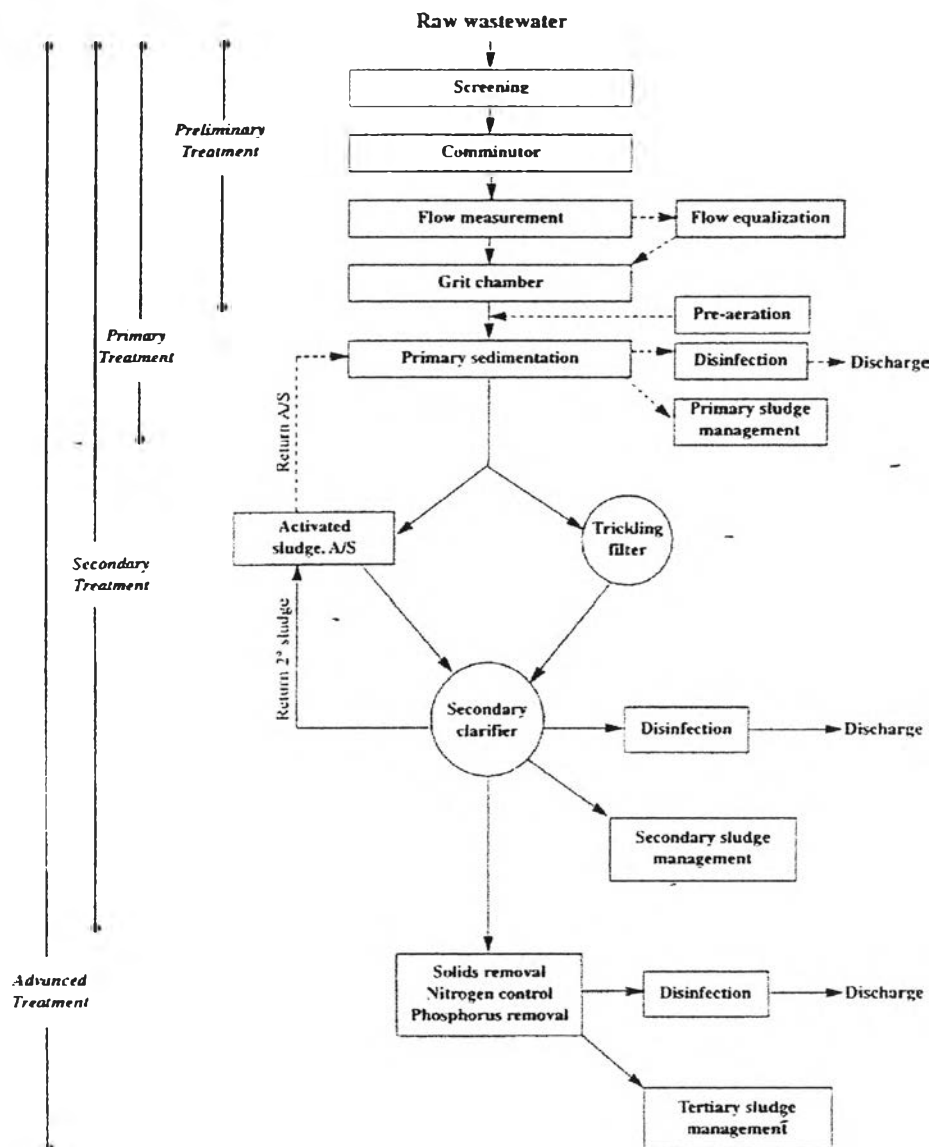 Raw wastewater
Screening
Preliminary
Treatment
Comminutor
Flow measurement
Flow equalization
Grit chamber
Pre-aeration
Primary
Treatment
Primary sedimentation
Disinfection
Discharge
Primary sludge
management
Return A/S
Activated
sludge, A/S
Trickling
filter
Secondary
Treatment
Return 2° sludge
Secondary
clarifier
Disinfection
Discharge
Secondary sludge
management
Advanced
Treatment
Solids removal
Nitrogen control
Phosphorus removal
Disinfection
Discharge
Tertiary sludge
management